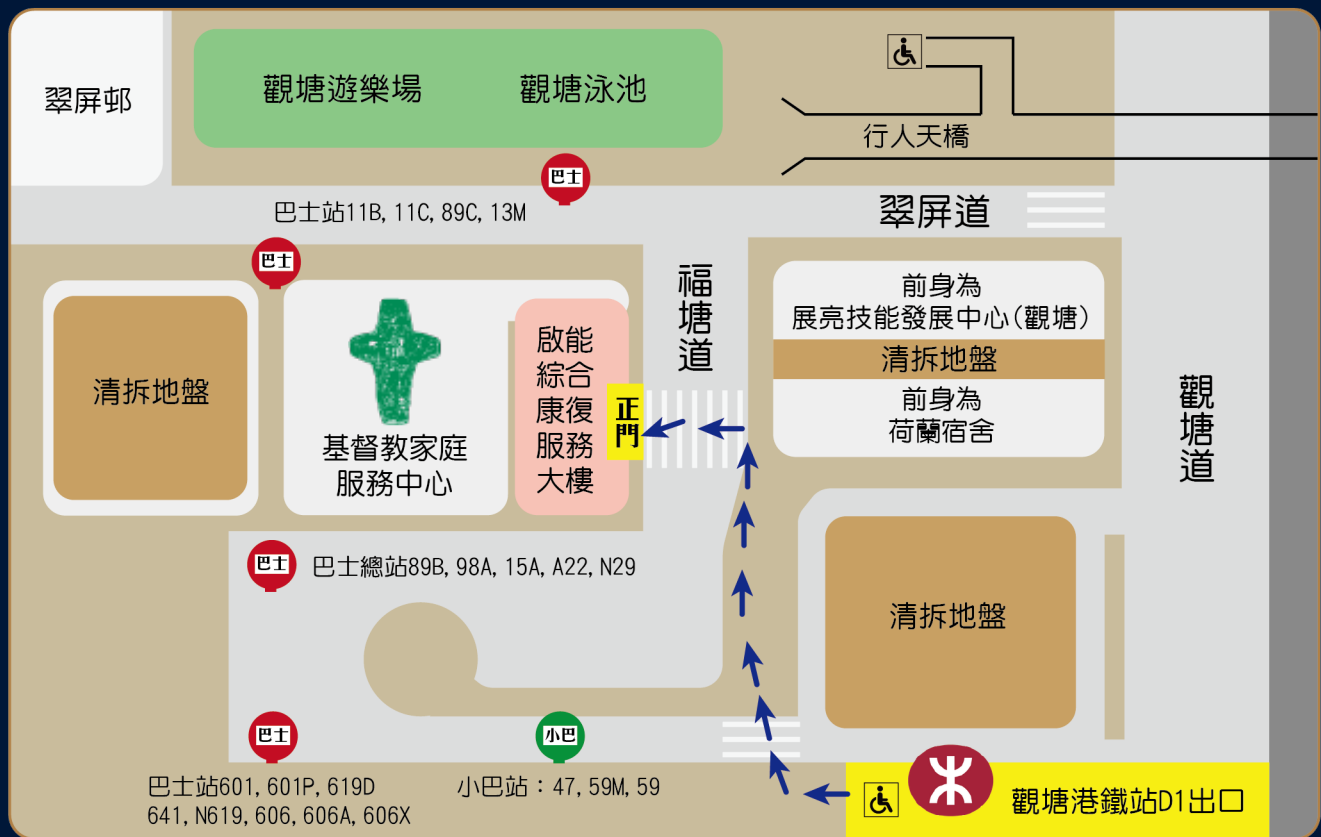 翠屏邨
觀塘遊樂場
觀塘泳池
行人天橋
巴士
巴士站11B, 11C, 89C, 13M
翠屏道
巴士
福塘道
前身為
展亮技能發展中心(觀塘)
清拆地盤
前身為
荷蘭宿舍
觀塘道
清拆地盤
基督教家庭
服務中心
啟能
綜合
康復
服務
大樓
正門
巴士
巴士總站89B, 98A, 15A, A22, N29
清拆地盤
巴士
巴士站601, 601P, 619D
641, N619, 606, 606A, 606X
小巴
小巴站：47, 59M, 59
觀塘港鐵站D1出口